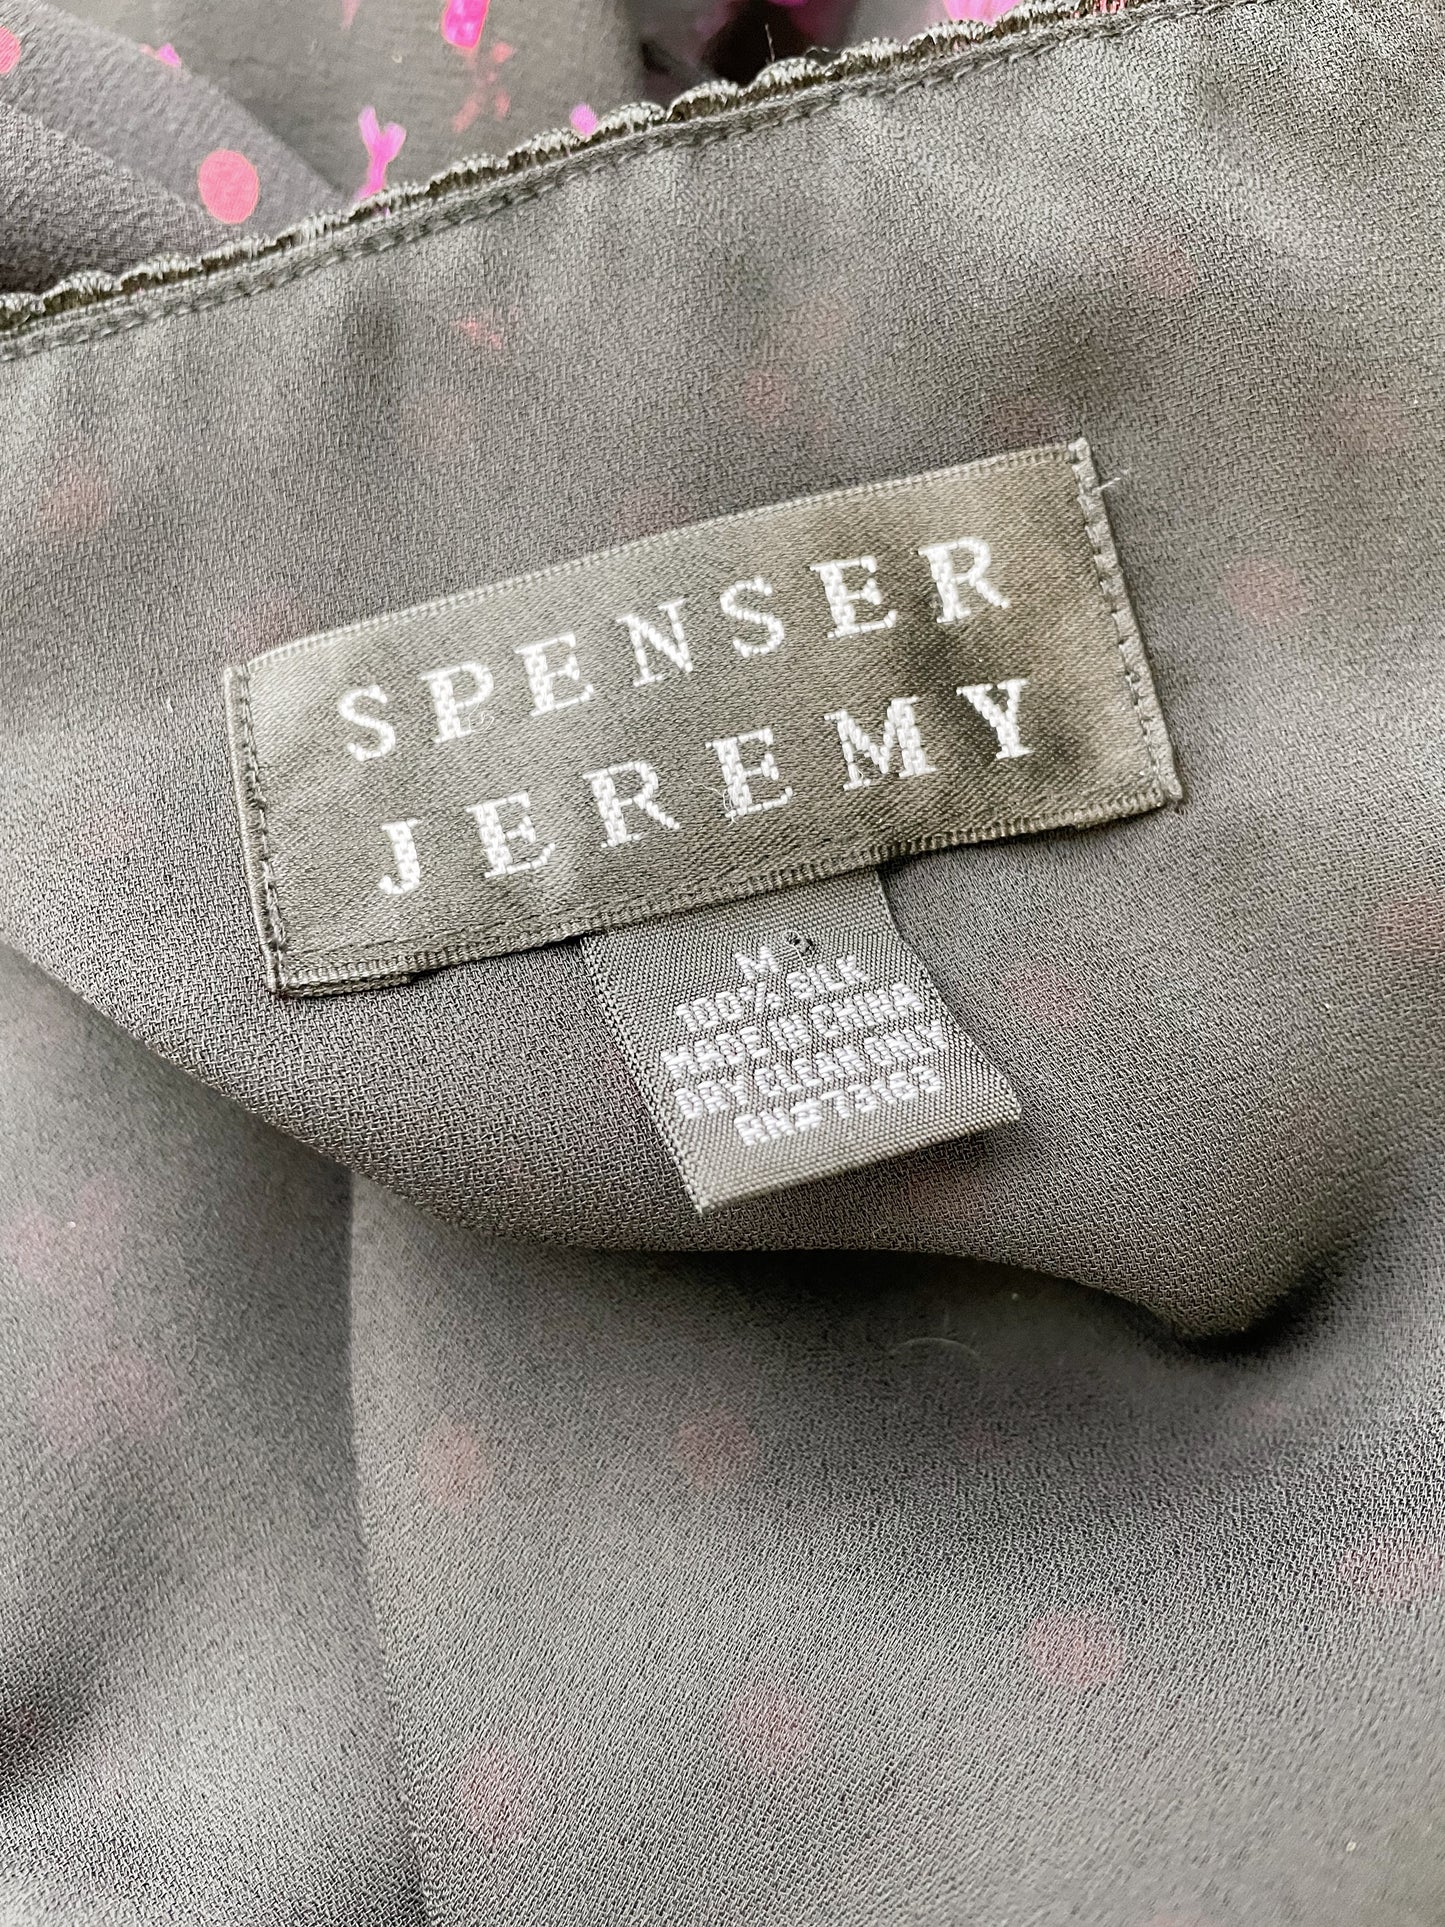 SPENSER
JEREMY
M
100% SILK
MADE IN CHINA
DRY CLEAN ONLY
RN#73163